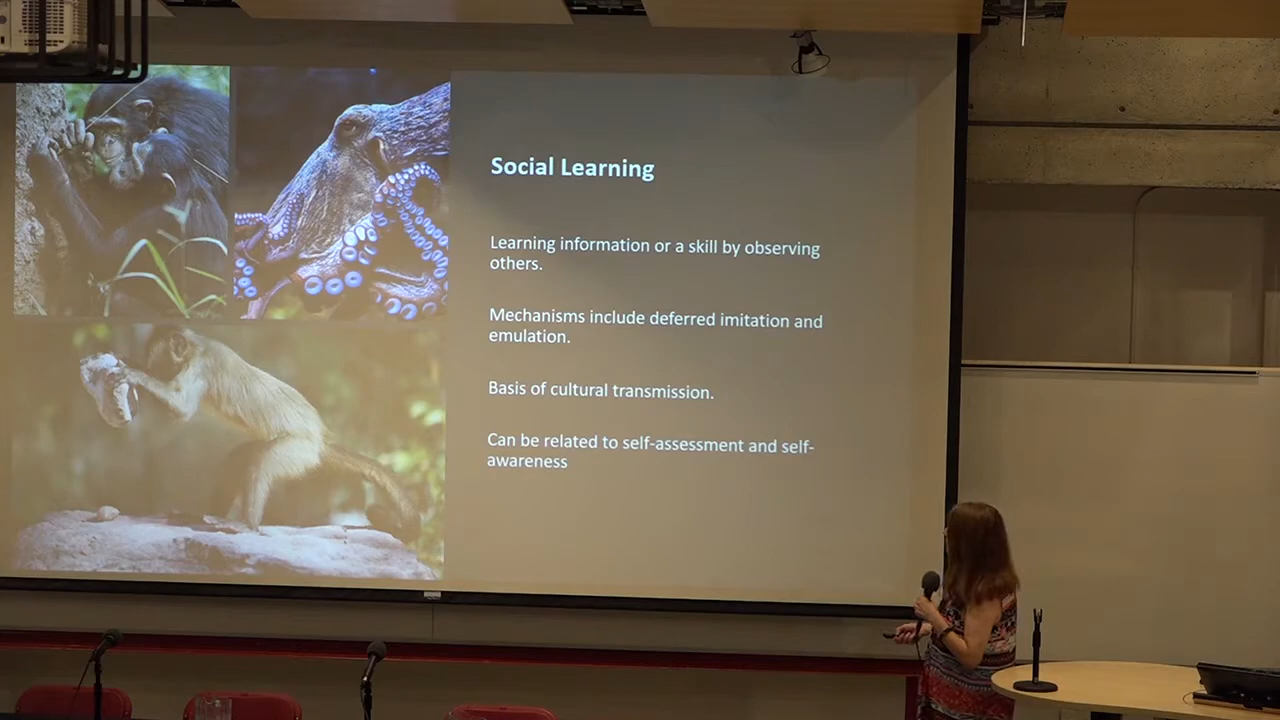 Social Learning
Learning information or a skill by observing
others.
Mechanisms include deferred imitation and
emulation.
Basis of cultural transmission.
Can be related to self-assessment and self-
awareness